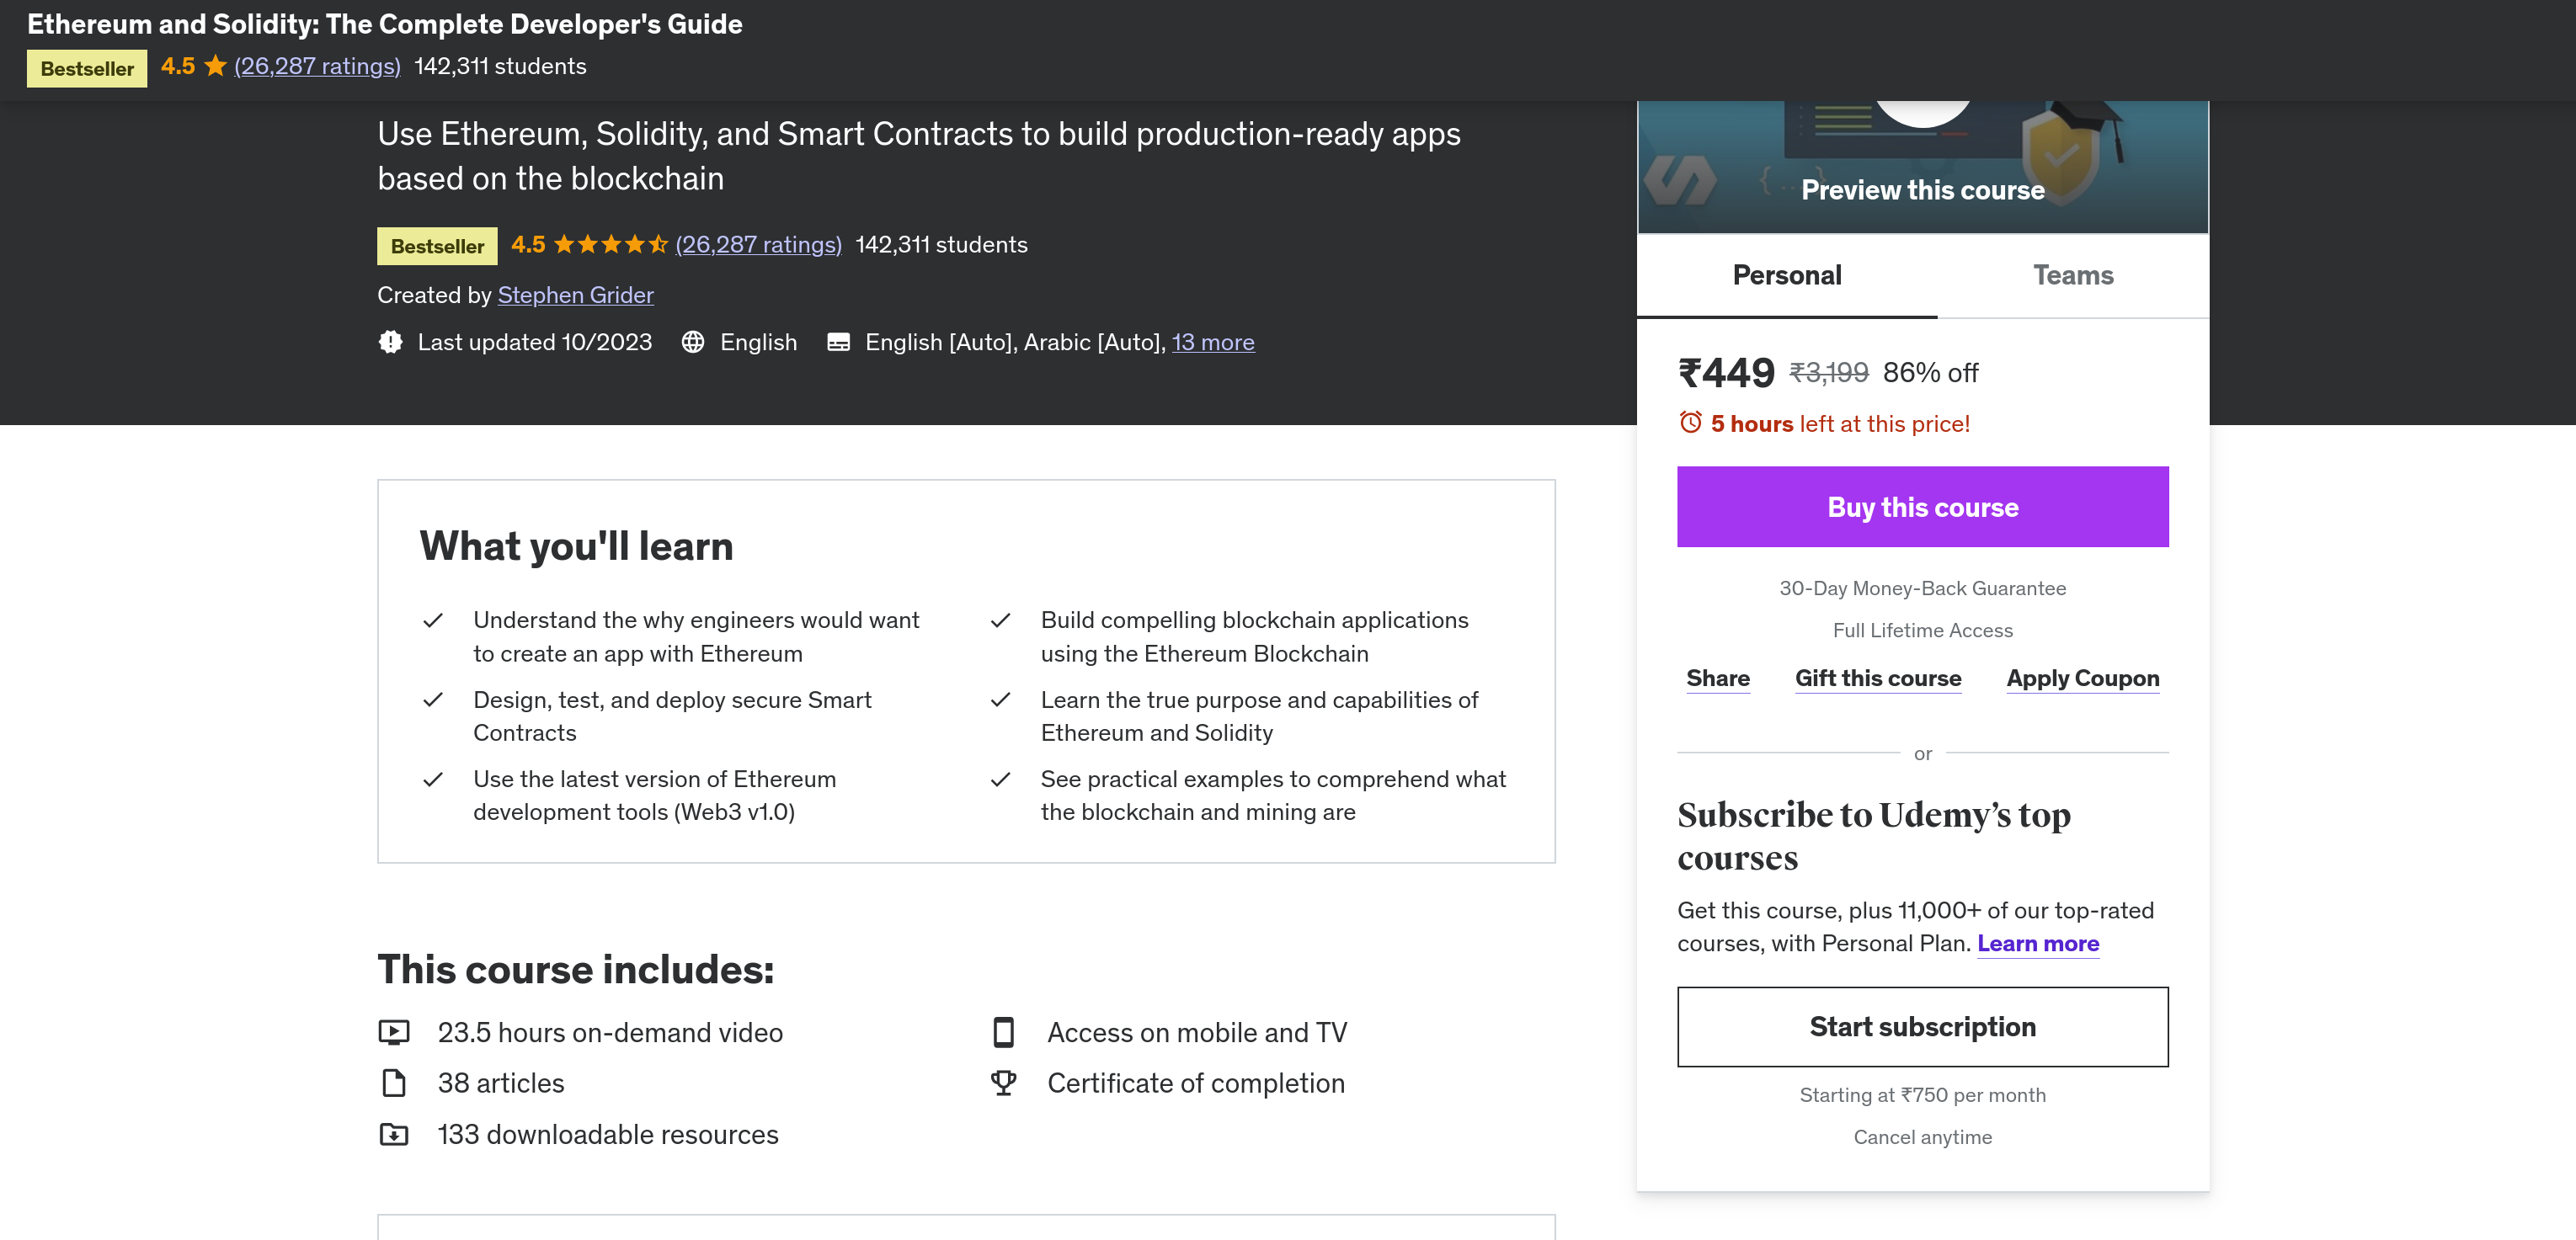 Ethereum and Solidity: The Complete Developer's Guide
Bestseller 4.5 (26,287 ratings) 142,311 students
Use Ethereum, Solidity, and Smart Contracts to build production-ready apps
based on the blockchain
Bestseller 4.5 (26,287 ratings) 142,311 students
Created by Stephen Grider
Last updated 10/2023 English English [Auto], Arabic [Auto], 13 more
What you'll learn
Understand the why engineers would want
to create an app with Ethereum
Design, test, and deploy secure Smart
Contracts
Use the latest version of Ethereum
development tools (Web3 v1.0)
Build compelling blockchain applications
using the Ethereum Blockchain
Learn the true purpose and capabilities of
Ethereum and Solidity
See practical examples to comprehend what
the blockchain and mining are
This course includes:
23.5 hours on-demand video
38 articles
133 downloadable resources
Access on mobile and TV
Certificate of completion
{...}
Preview this course
Personal Teams
₹449 ₹3,199 86% off
5 hours left at this price!
Buy this course
30-Day Money-Back Guarantee
Full Lifetime Access
Share Gift this course Apply Coupon
or
Subscribe to Udemy’s top
courses
Get this course, plus 11,000+ of our top-rated
courses, with Personal Plan. Learn more
Start subscription
Starting at ₹750 per month
Cancel anytime